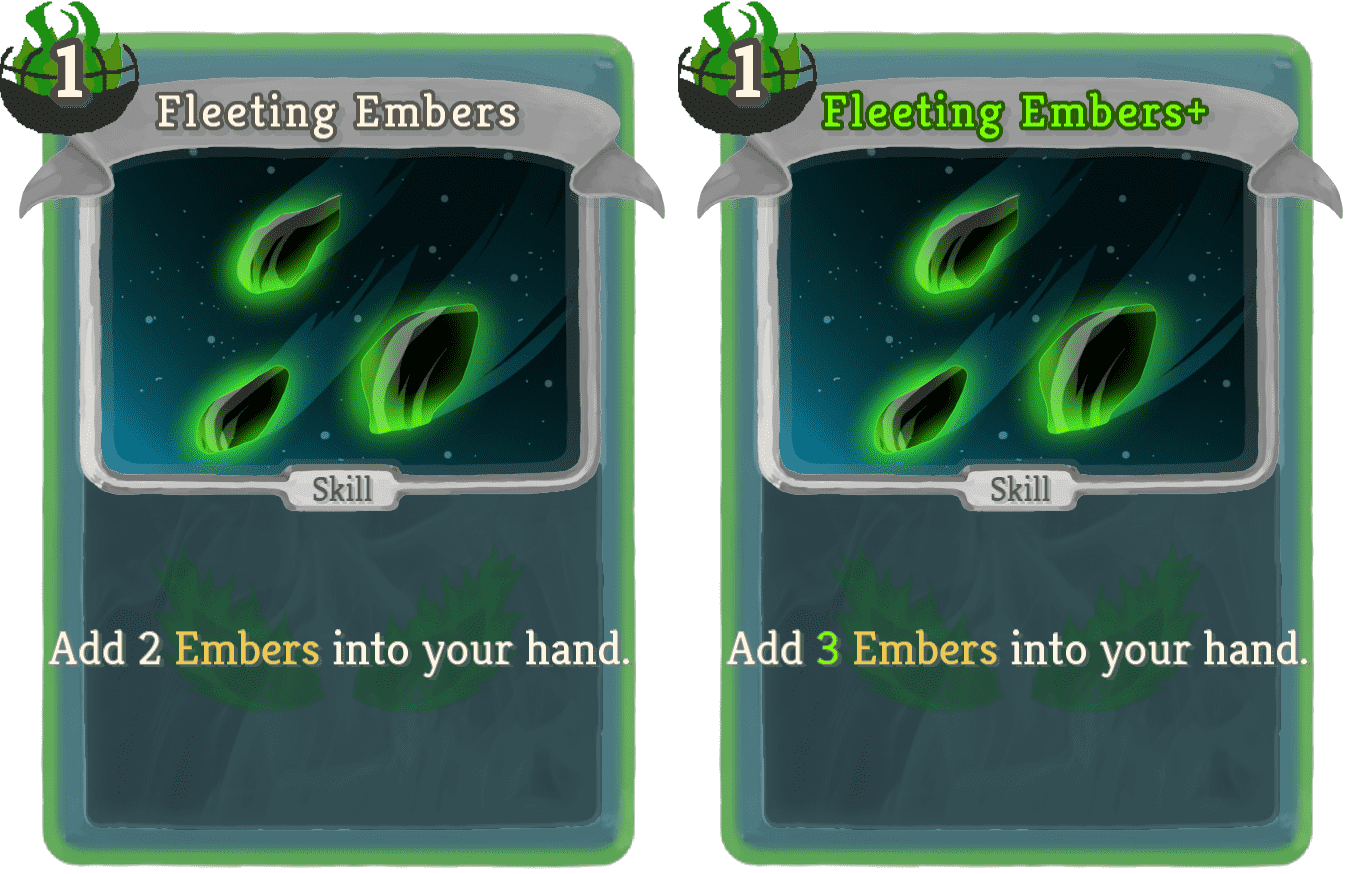 1
Fleeting Embers
Skill
Add 2 Embers into your hand.
1
Fleeting Embers+
Skill
Add 3 Embers into your hand.